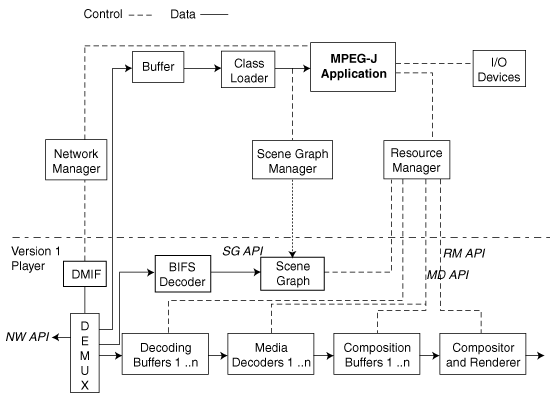 Control
Data
Buffer
Class
Loader
MPEG-J
Application
I/O
Devices
Network
Manager
Scene Graph
Manager
Resource
Manager
Version 1
Player
SG API
RM API
MD API
DMIF
BIFS
Decoder
Scene
Graph
NW API
DEMUX
Decoding
Buffers 1 ..n
Media
Decoders 1 ..n
Composition
Buffers 1 ..n
Compositor
and Renderer